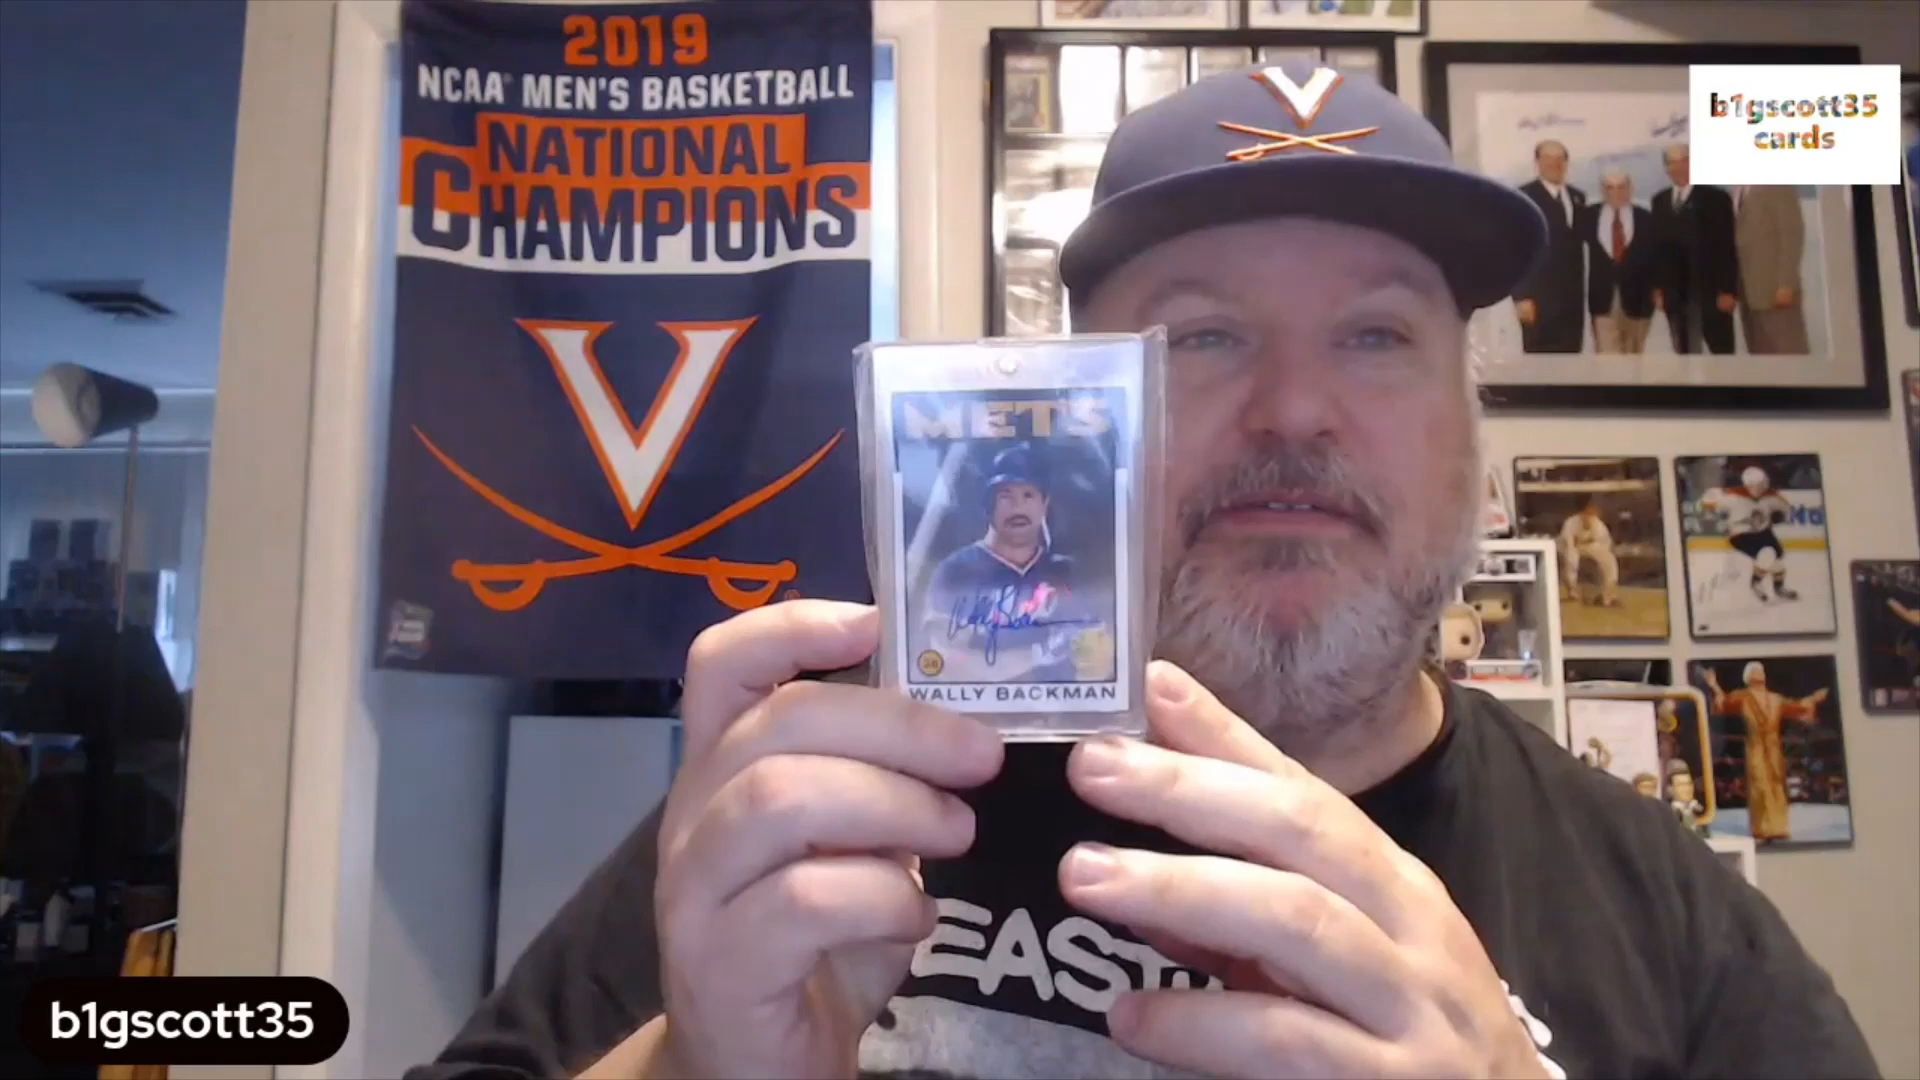 2019
NCAA® MEN'S BASKETBALL
NATIONAL
CHAMPIONS
V
V
b1gscott35
cards
METS
WALLY BACKMAN
EAST
b1gscott35